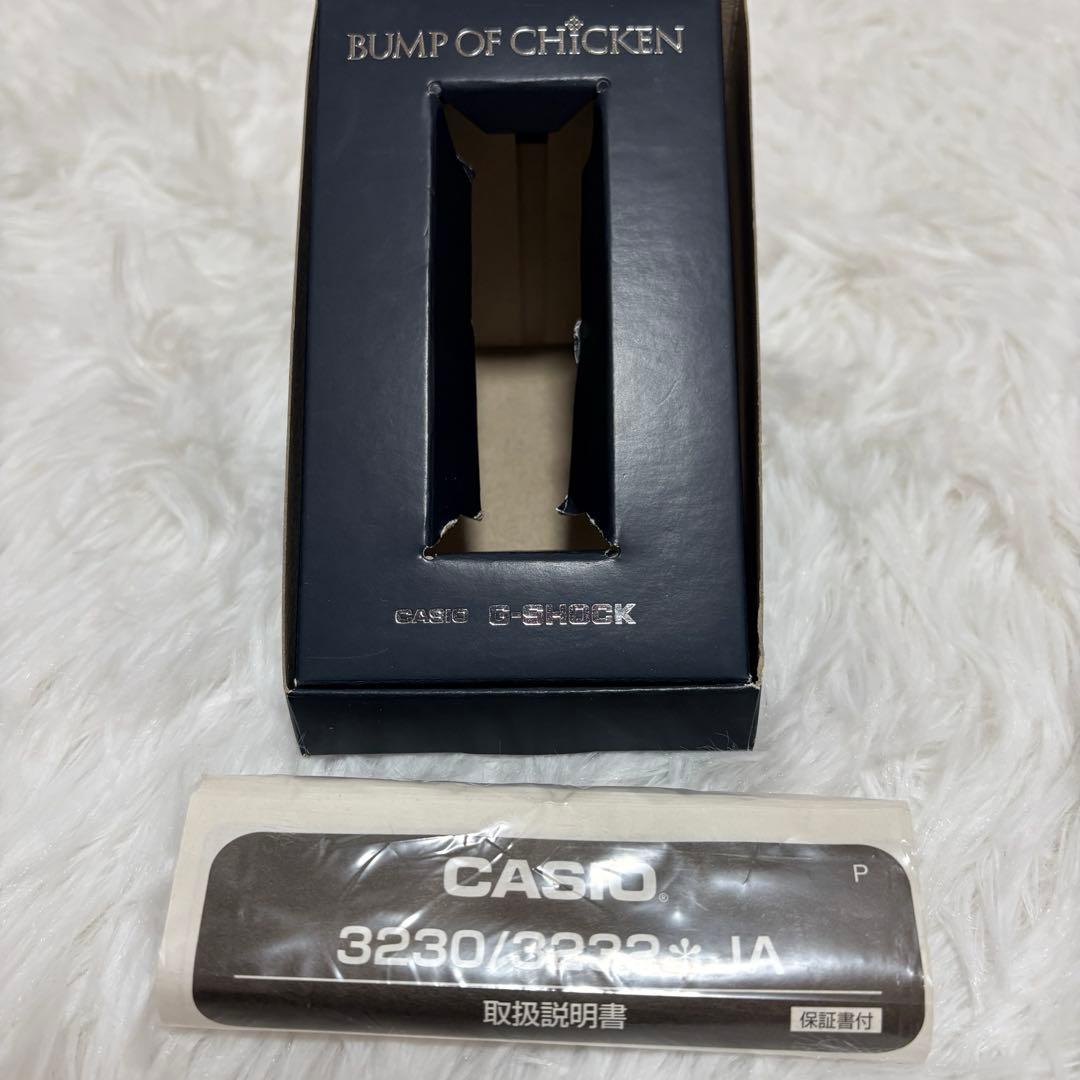 BUMP OF CHiCKEN
CASIO G-SHOCK
CASIO®
P
3230/3232✽JA
取扱説明書
保証書付